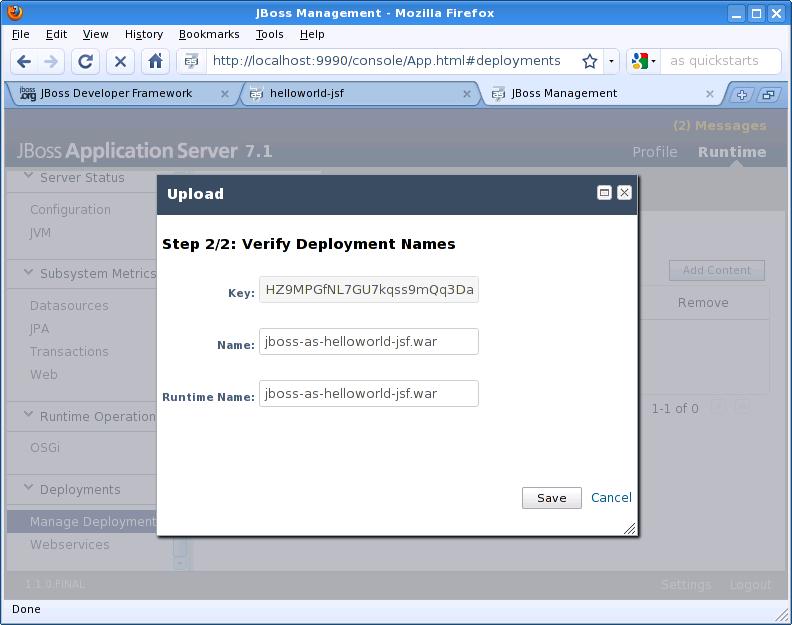 JBoss Management - Mozilla Firefox
File Edit View History Bookmarks Tools Help
http://localhost:9990/console/App.html#deployments as quickstarts
jboss.org JBoss Developer Framework helloworld-jsf JBoss Management
(2) Messages
JBoss Application Server 7.1 Profile Runtime
Server Status
Upload
Configuration
JVM
Step 2/2: Verify Deployment Names
Subsystem Metrics
Add Content
Key: HZ9MPGfNL7GU7kqss9mQq3Da
Datasources
Remove
JPA
Name: jboss-as-helloworld-jsf.war
Transactions
Web
Runtime Name: jboss-as-helloworld-jsf.war
1-1 of 0
Runtime Operation
OSGi
Deployments
Save Cancel
Manage Deployment
Webservices
1.1.0.FINAL Settings Logout
Done